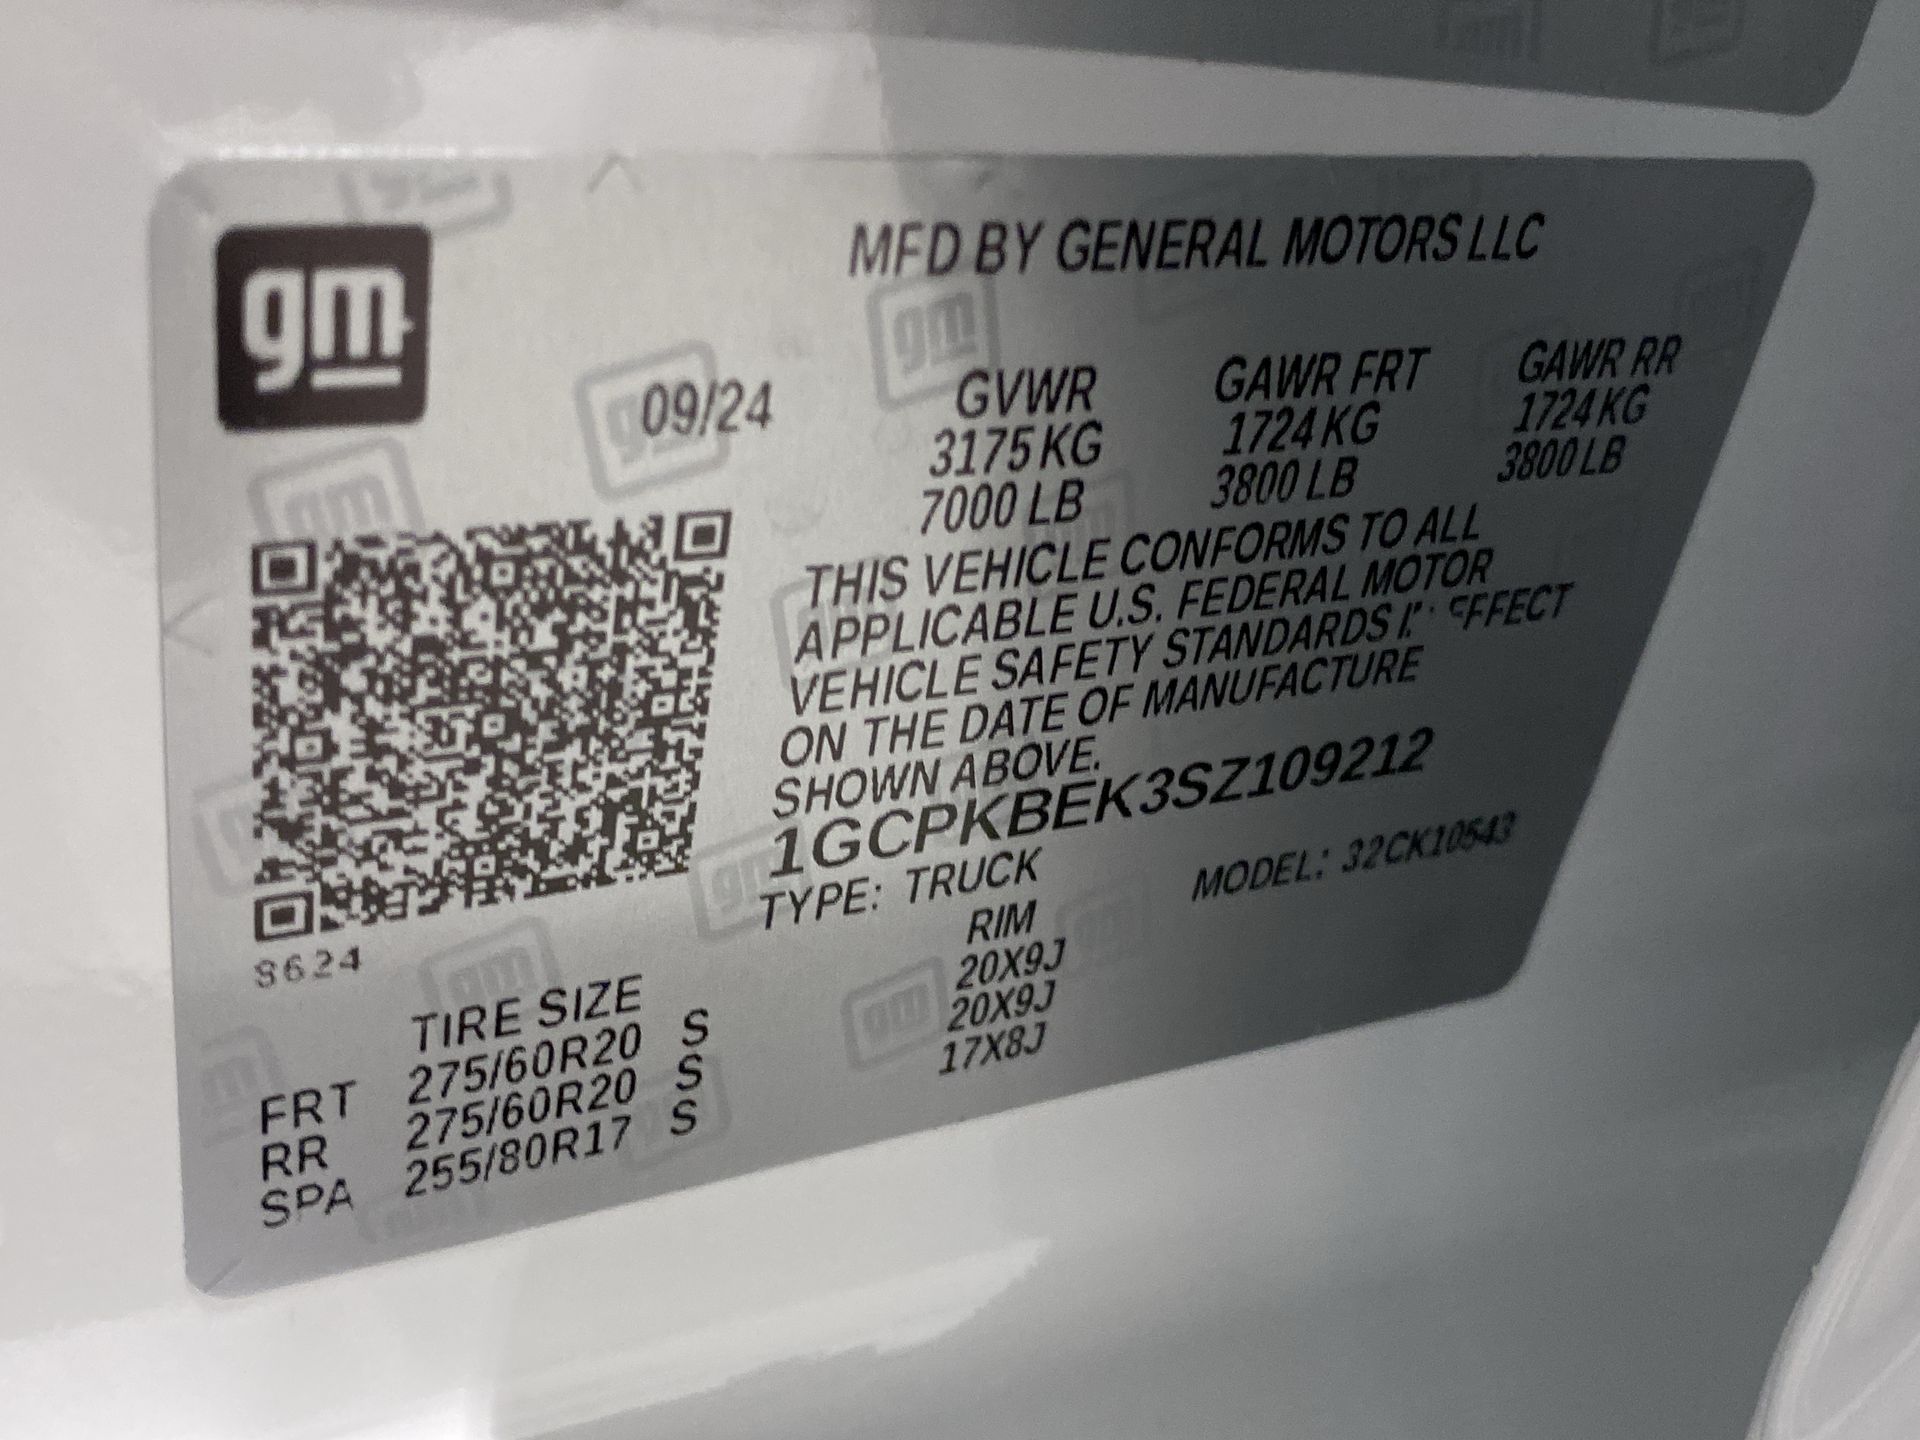 gm
MFD BY GENERAL MOTORS LLC
09/24
GVWR GAWR FRT GAWR RR
3175 KG 1724 KG 1724 KG
7000 LB 3800 LB 3800 LB
THIS VEHICLE CONFORMS TO ALL
APPLICABLE U.S. FEDERAL MOTOR
VEHICLE SAFETY STANDARDS EFFECT
ON THE DATE OF MANUFACTURE
SHOWN ABOVE.
1GCPKBEK3SZ109212
TYPE: TRUCK MODEL: 32CK10543
8624
TIRE SIZE RIM
FRT 275/60R20 S 20X9J
RR 275/60R20 S 20X9J
SPA 255/80R17 S 17X8J